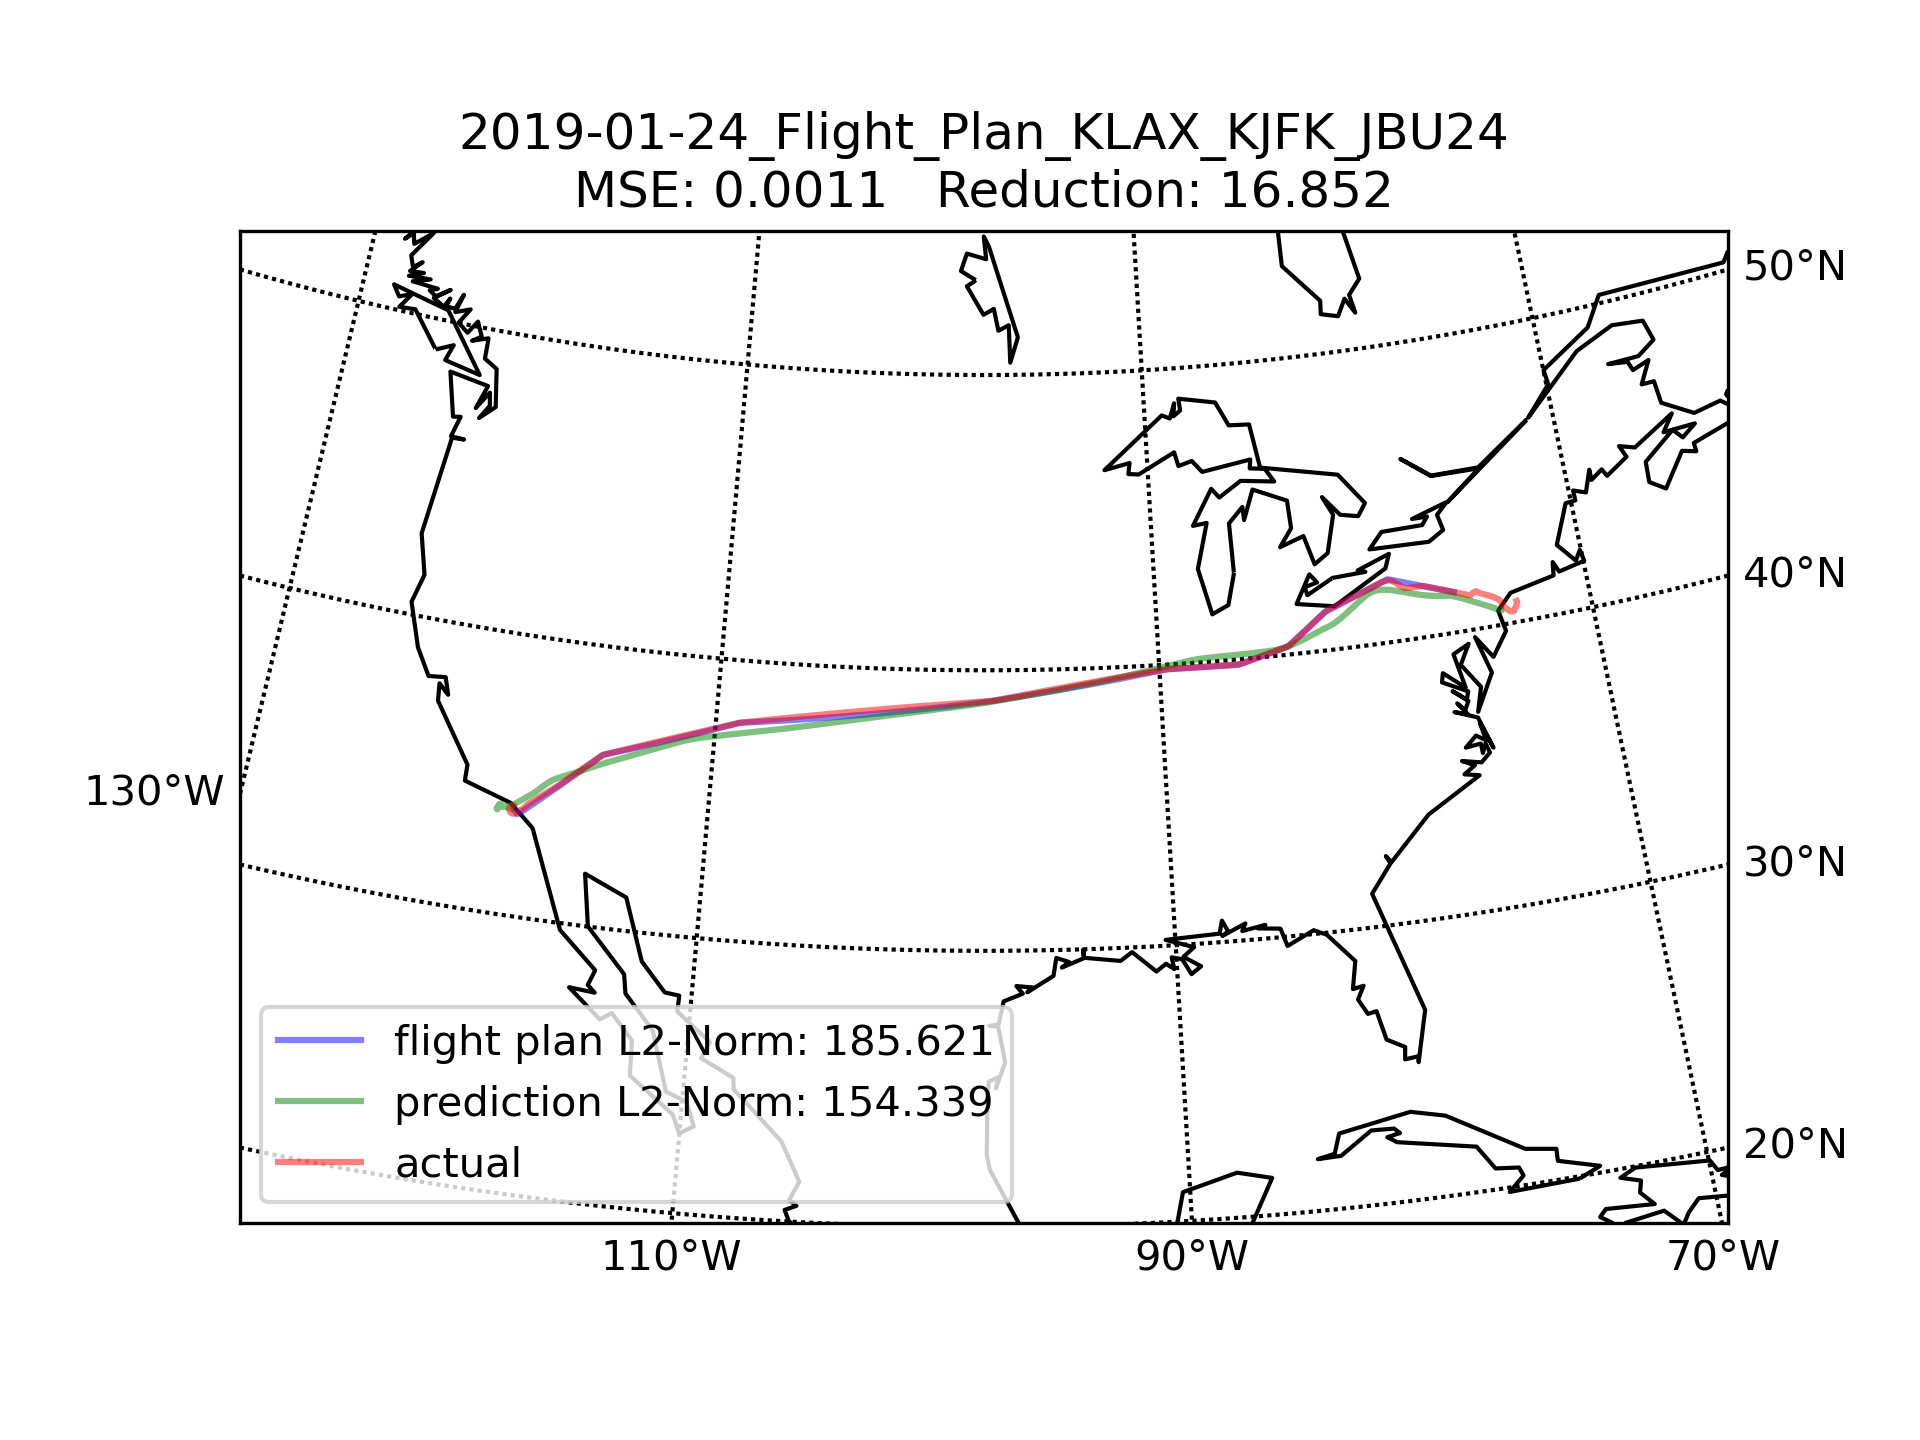 2019-01-24_Flight_Plan_KLAX_KJFK_JBU24
MSE: 0.0011 Reduction: 16.852
50°N
40°N
130°W
30°N
flight plan L2-Norm: 185.621
prediction L2-Norm: 154.339
actual
20°N
110°W
90°W
70°W